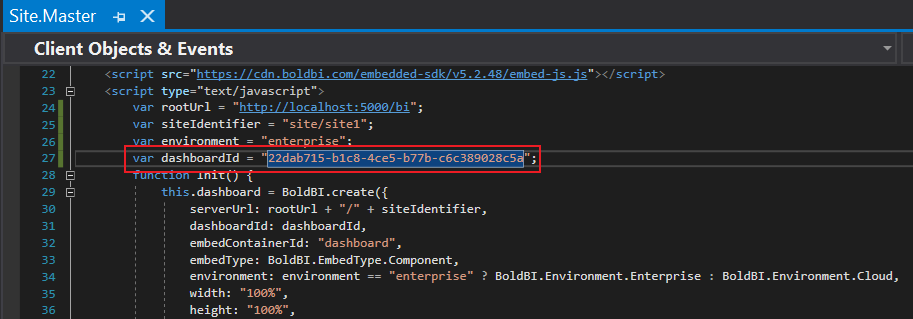 Site.Master
Client Objects & Events
22 <script src="https://cdn.boldbi.com/embedded-sdk/v5.2.48/embed-js.js"></script>
23 <script type="text/javascript">
24 var rootUrl = "http://localhost:5000/bi";
25 var siteIdentifier = "site/site1";
26 var environment = "enterprise";
27 var dashboardId = "22dab715-b1c8-4ce5-b77b-c6c389028c5a";
28 function Init() {
29 this.dashboard = BoldBI.create({
30 serverUrl: rootUrl + "/" + siteIdentifier,
31 dashboardId: dashboardId,
32 embedContainerId: "dashboard",
33 embedType: BoldBI.EmbedType.Component,
34 environment: environment == "enterprise" ? BoldBI.Environment.Enterprise : BoldBI.Environment.Cloud,
35 width: "100%",
36 height: "100%",